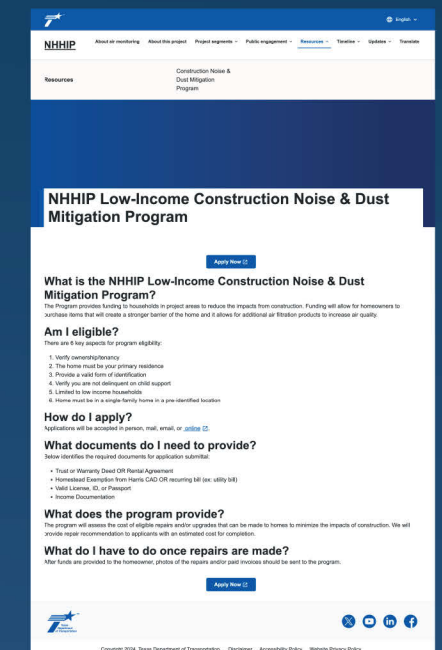 English
NHHIP
About air monitoring About this project Project segments Public engagement Resources Timeline Updates Translate
Resources
Construction Noise &
Dust Mitigation
Program
NHHIP Low-Income Construction Noise & Dust
Mitigation Program
Apply Now
What is the NHHIP Low-Income Construction Noise & Dust
Mitigation Program?
The Program provides funding to households in project areas to reduce the impacts from construction. Funding will allow for homeowners to
purchase items that will create a stronger barrier of the home and it allows for additional air filtration products to increase air quality.
Am I eligible?
There are 6 key aspects for program eligibility:
1. Verify ownership/tenancy
2. The home must be your primary residence
3. Provide a valid form of identification
4. Verify you are not delinquent on child support
5. Limited to low income households
6. Home must be in a single-family home in a pre-identified location
How do I apply?
Applications will be accepted in person, mail, email, or online.
What documents do I need to provide?
Below identifies the required documents for application submittal:
• Trust or Warranty Deed OR Rental Agreement
• Homestead Exemption from Harris CAD OR recurring bill (ex: utility bill)
• Valid License, ID, or Passport
• Income Documentation
What does the program provide?
The program will assess the cost of eligible repairs and/or upgrades that can be made to homes to minimize the impacts of construction. We will
provide repair recommendation to applicants with an estimated cost for completion.
What do I have to do once repairs are made?
After funds are provided to the homeowner, photos of the repairs and/or paid invoices should be sent to the program.
Apply Now
Texas
Department
of Transportation
Copyright 2024 Texas Department of Transportation Disclaimer Accessibility Policy Website Privacy Policy